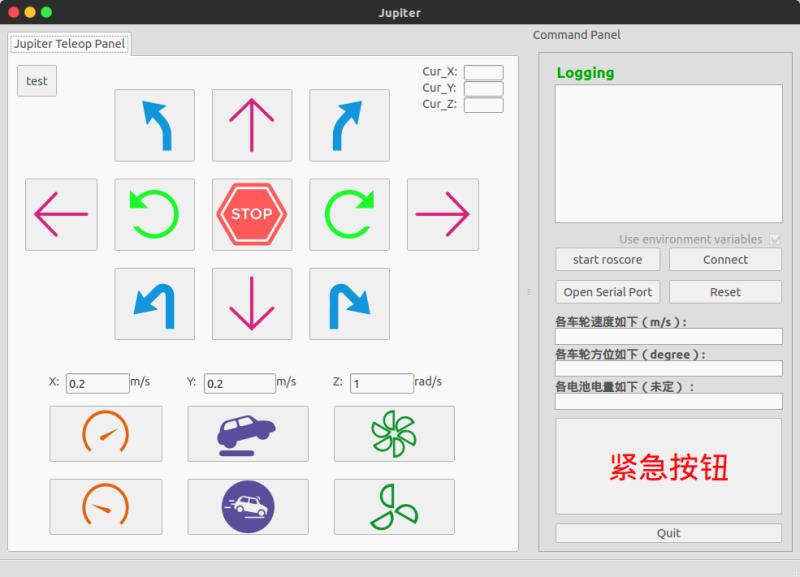 Jupiter
Jupiter Teleop Panel
test
Cur_X:
Cur_Y:
Cur_Z:
STOP
X: 0.2 m/s
Y: 0.2 m/s
Z: 1 rad/s
Command Panel
Logging
Use environment variables
start roscore
Connect
Open Serial Port
Reset
各车轮速度如下（m/s）:
各车轮方位如下（degree）:
各电池电量如下（未定）：
紧急按钮
Quit